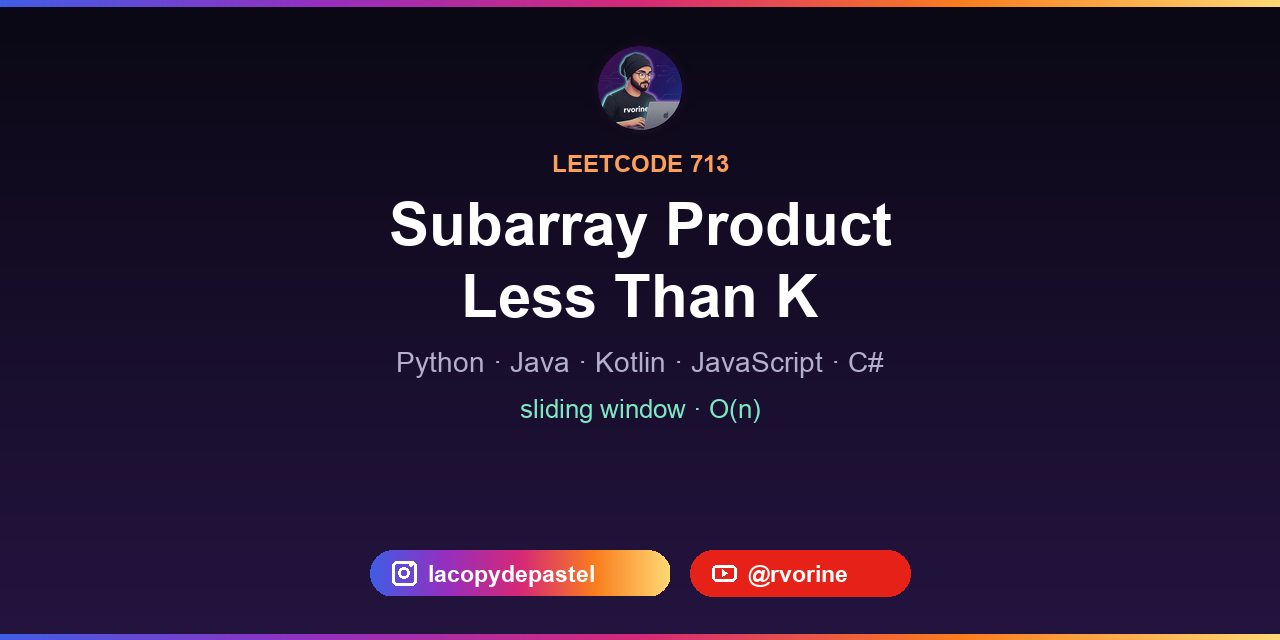 rvorine
LEETCODE 713
Subarray Product
Less Than K
Python · Java · Kotlin · JavaScript · C#
sliding window · O(n)
lacopydepastel
@rvorine